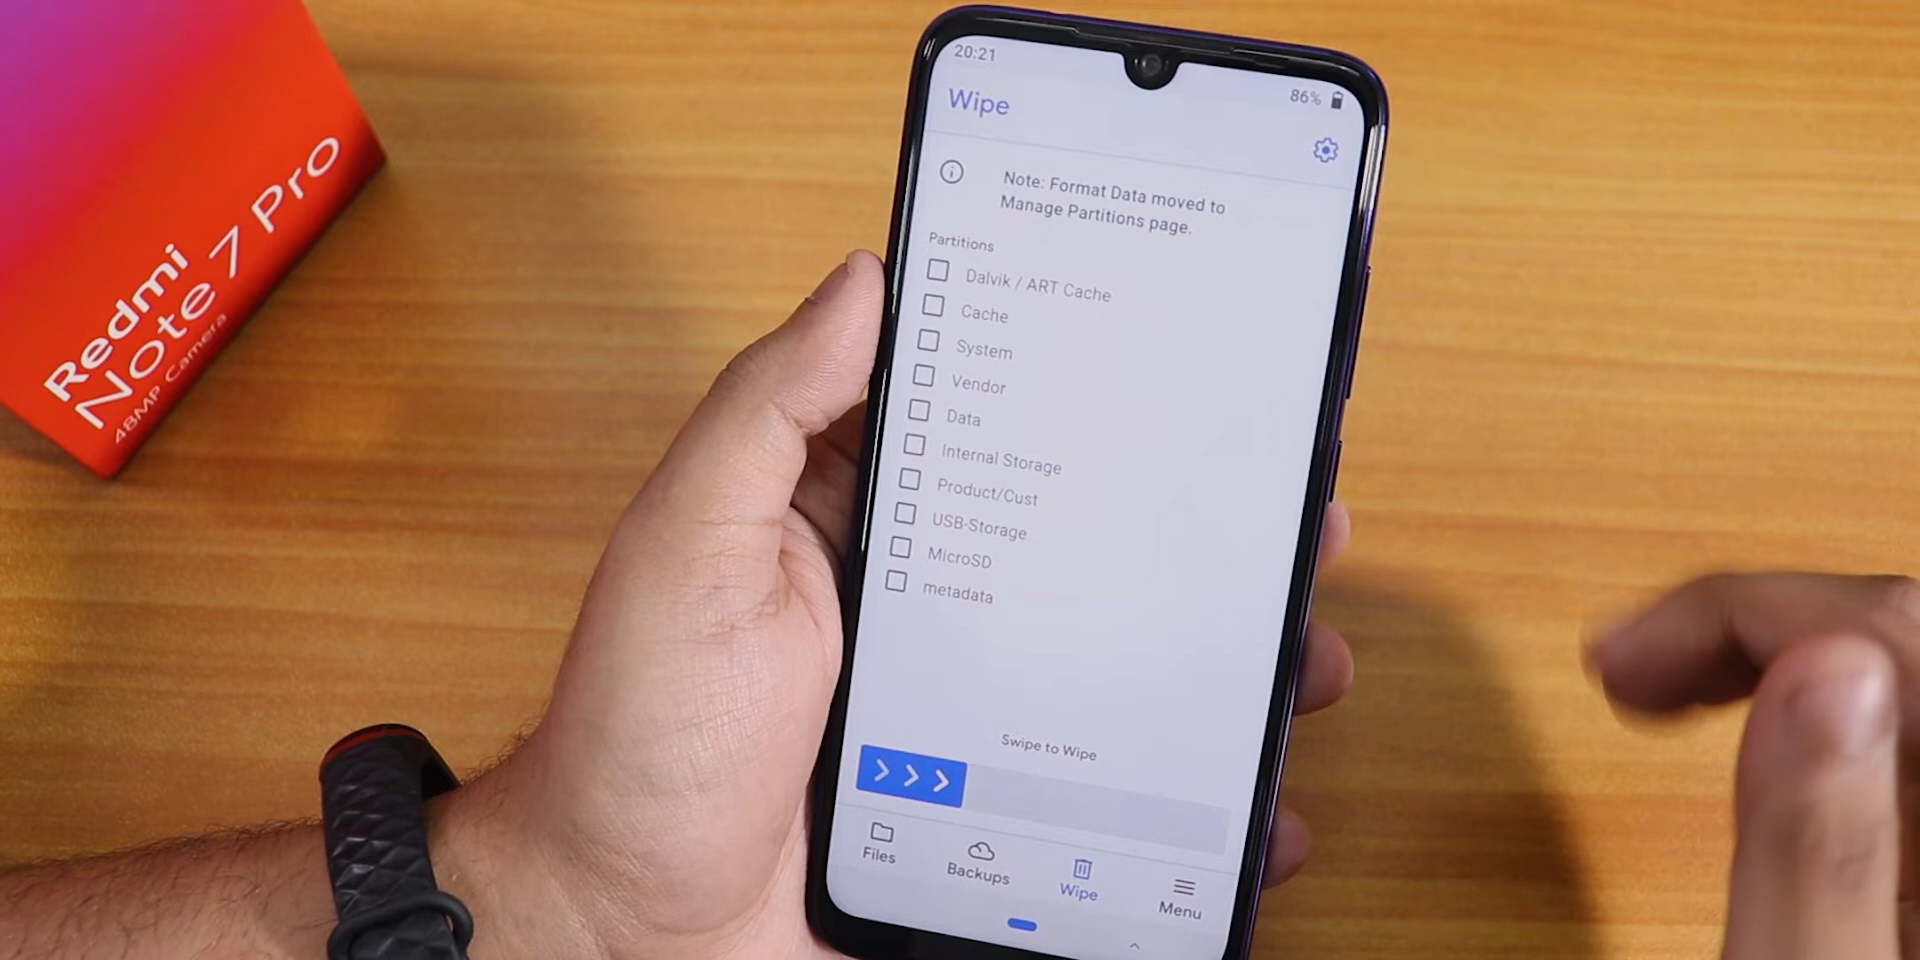 Redmi
Note 7 Pro
48MP Camera
20:21
86%
Wipe
Note: Format Data moved to
Manage Partitions page.
Partitions
Dalvik / ART Cache
Cache
System
Vendor
Data
Internal Storage
Product/Cust
USB-Storage
MicroSD
metadata
Swipe to Wipe
Files
Backups
Wipe
Menu